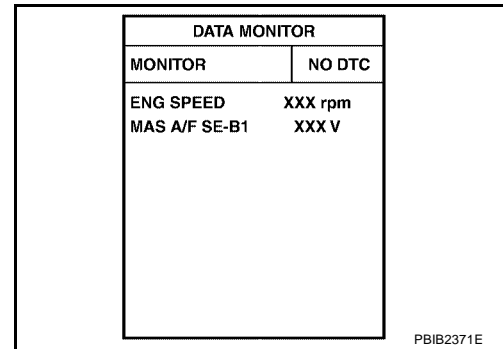 DATA MONITOR
MONITOR NO DTC
ENG SPEED XXX rpm
MAS A/F SE-B1 XXX V
PBIB2371E